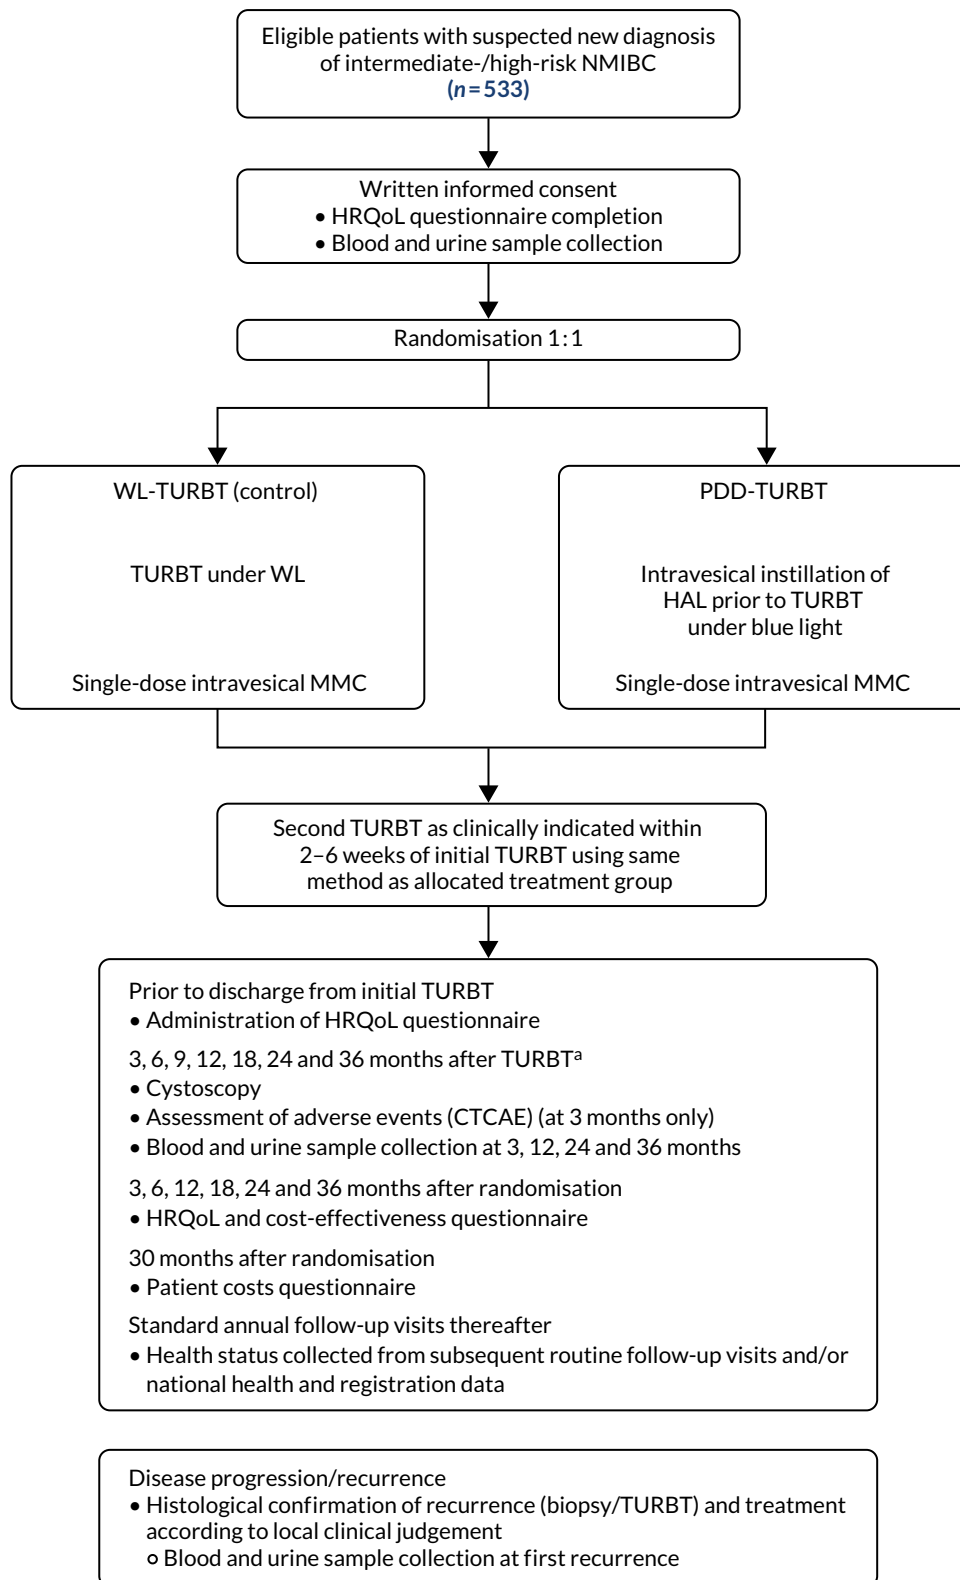 Eligible patients with suspected new diagnosis
of intermediate-/high-risk NMIBC
(n=533)
Written informed consent
• HRQoL questionnaire completion
• Blood and urine sample collection
Randomisation 1:1
WL-TURBT (control)
TURBT under WL
Single-dose intravesical MMC
PDD-TURBT
Intravesical instillation of
HAL prior to TURBT
under blue light
Single-dose intravesical MMC
Second TURBT as clinically indicated within
2–6 weeks of initial TURBT using same
method as allocated treatment group
Prior to discharge from initial TURBT
• Administration of HRQoL questionnaire
3, 6, 9, 12, 18, 24 and 36 months after TURBTᵃ
• Cystoscopy
• Assessment of adverse events (CTCAE) (at 3 months only)
• Blood and urine sample collection at 3, 12, 24 and 36 months
3, 6, 12, 18, 24 and 36 months after randomisation
• HRQoL and cost-effectiveness questionnaire
30 months after randomisation
• Patient costs questionnaire
Standard annual follow-up visits thereafter
• Health status collected from subsequent routine follow-up visits and/or
national health and registration data
Disease progression/recurrence
• Histological confirmation of recurrence (biopsy/TURBT) and treatment
according to local clinical judgement
○ Blood and urine sample collection at first recurrence